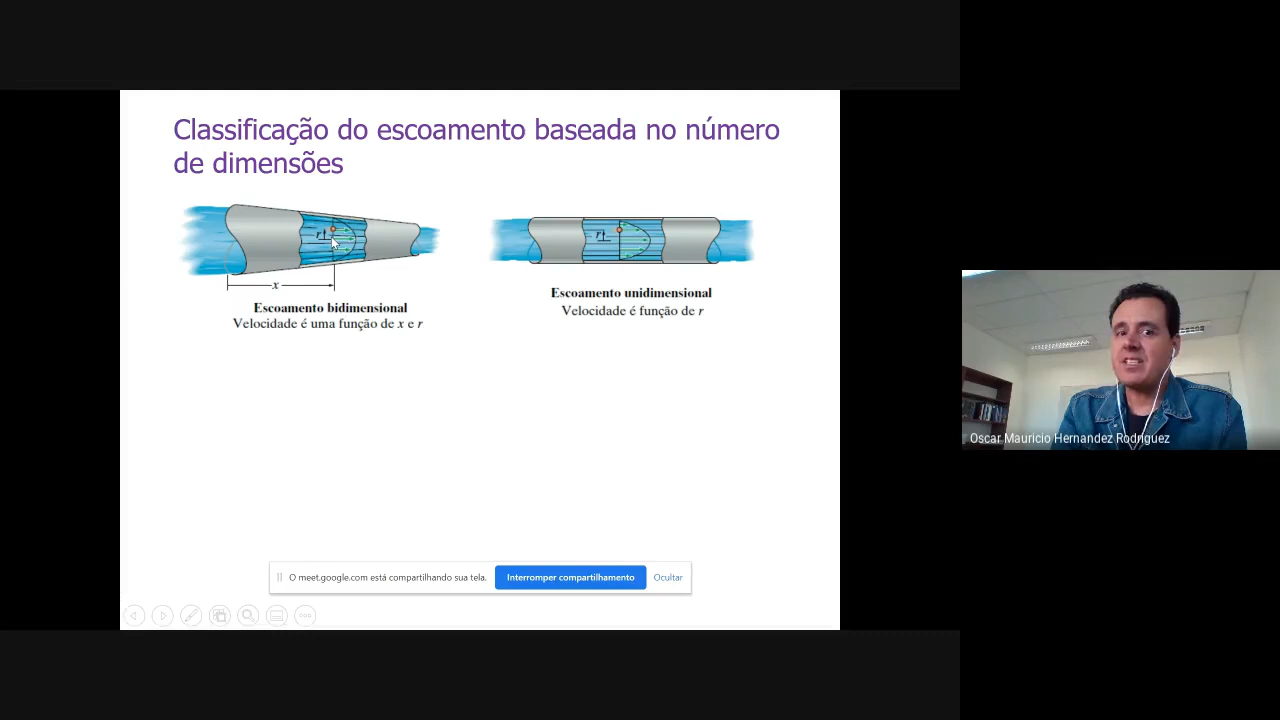 Classificação do escoamento baseada no número
de dimensões
r
x
Escoamento bidimensional
Velocidade é uma função de x e r
r
Escoamento unidimensional
Velocidade é função de r
Oscar Mauricio Hernandez Rodriguez
O meet.google.com está compartilhando sua tela.
Interromper compartilhamento
Ocultar